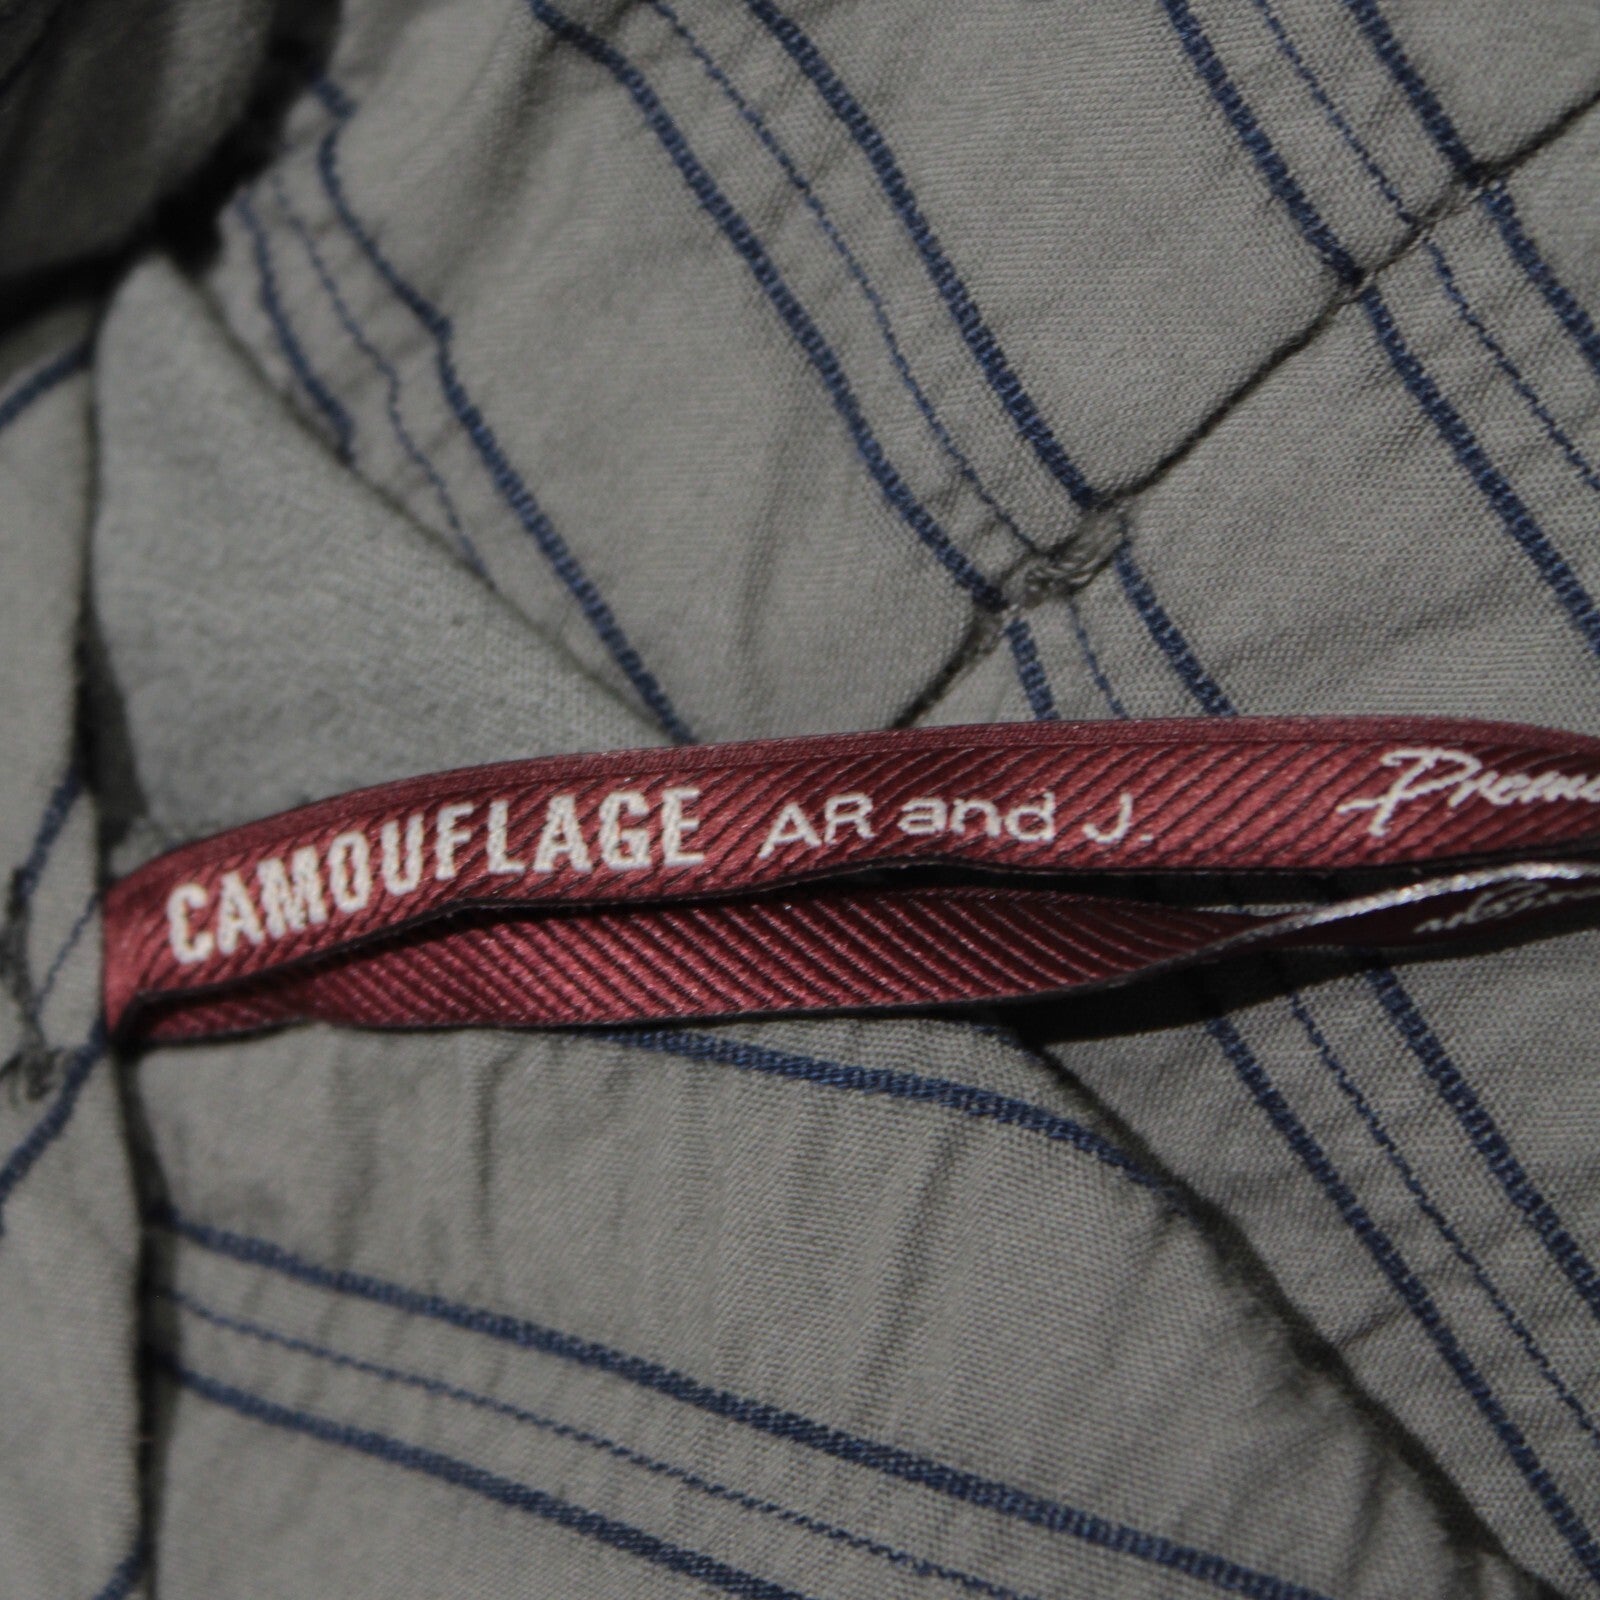 CAMOUFLAGE AR and J.